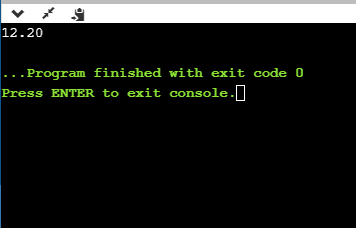 12.20
...Program finished with exit code 0
Press ENTER to exit console.